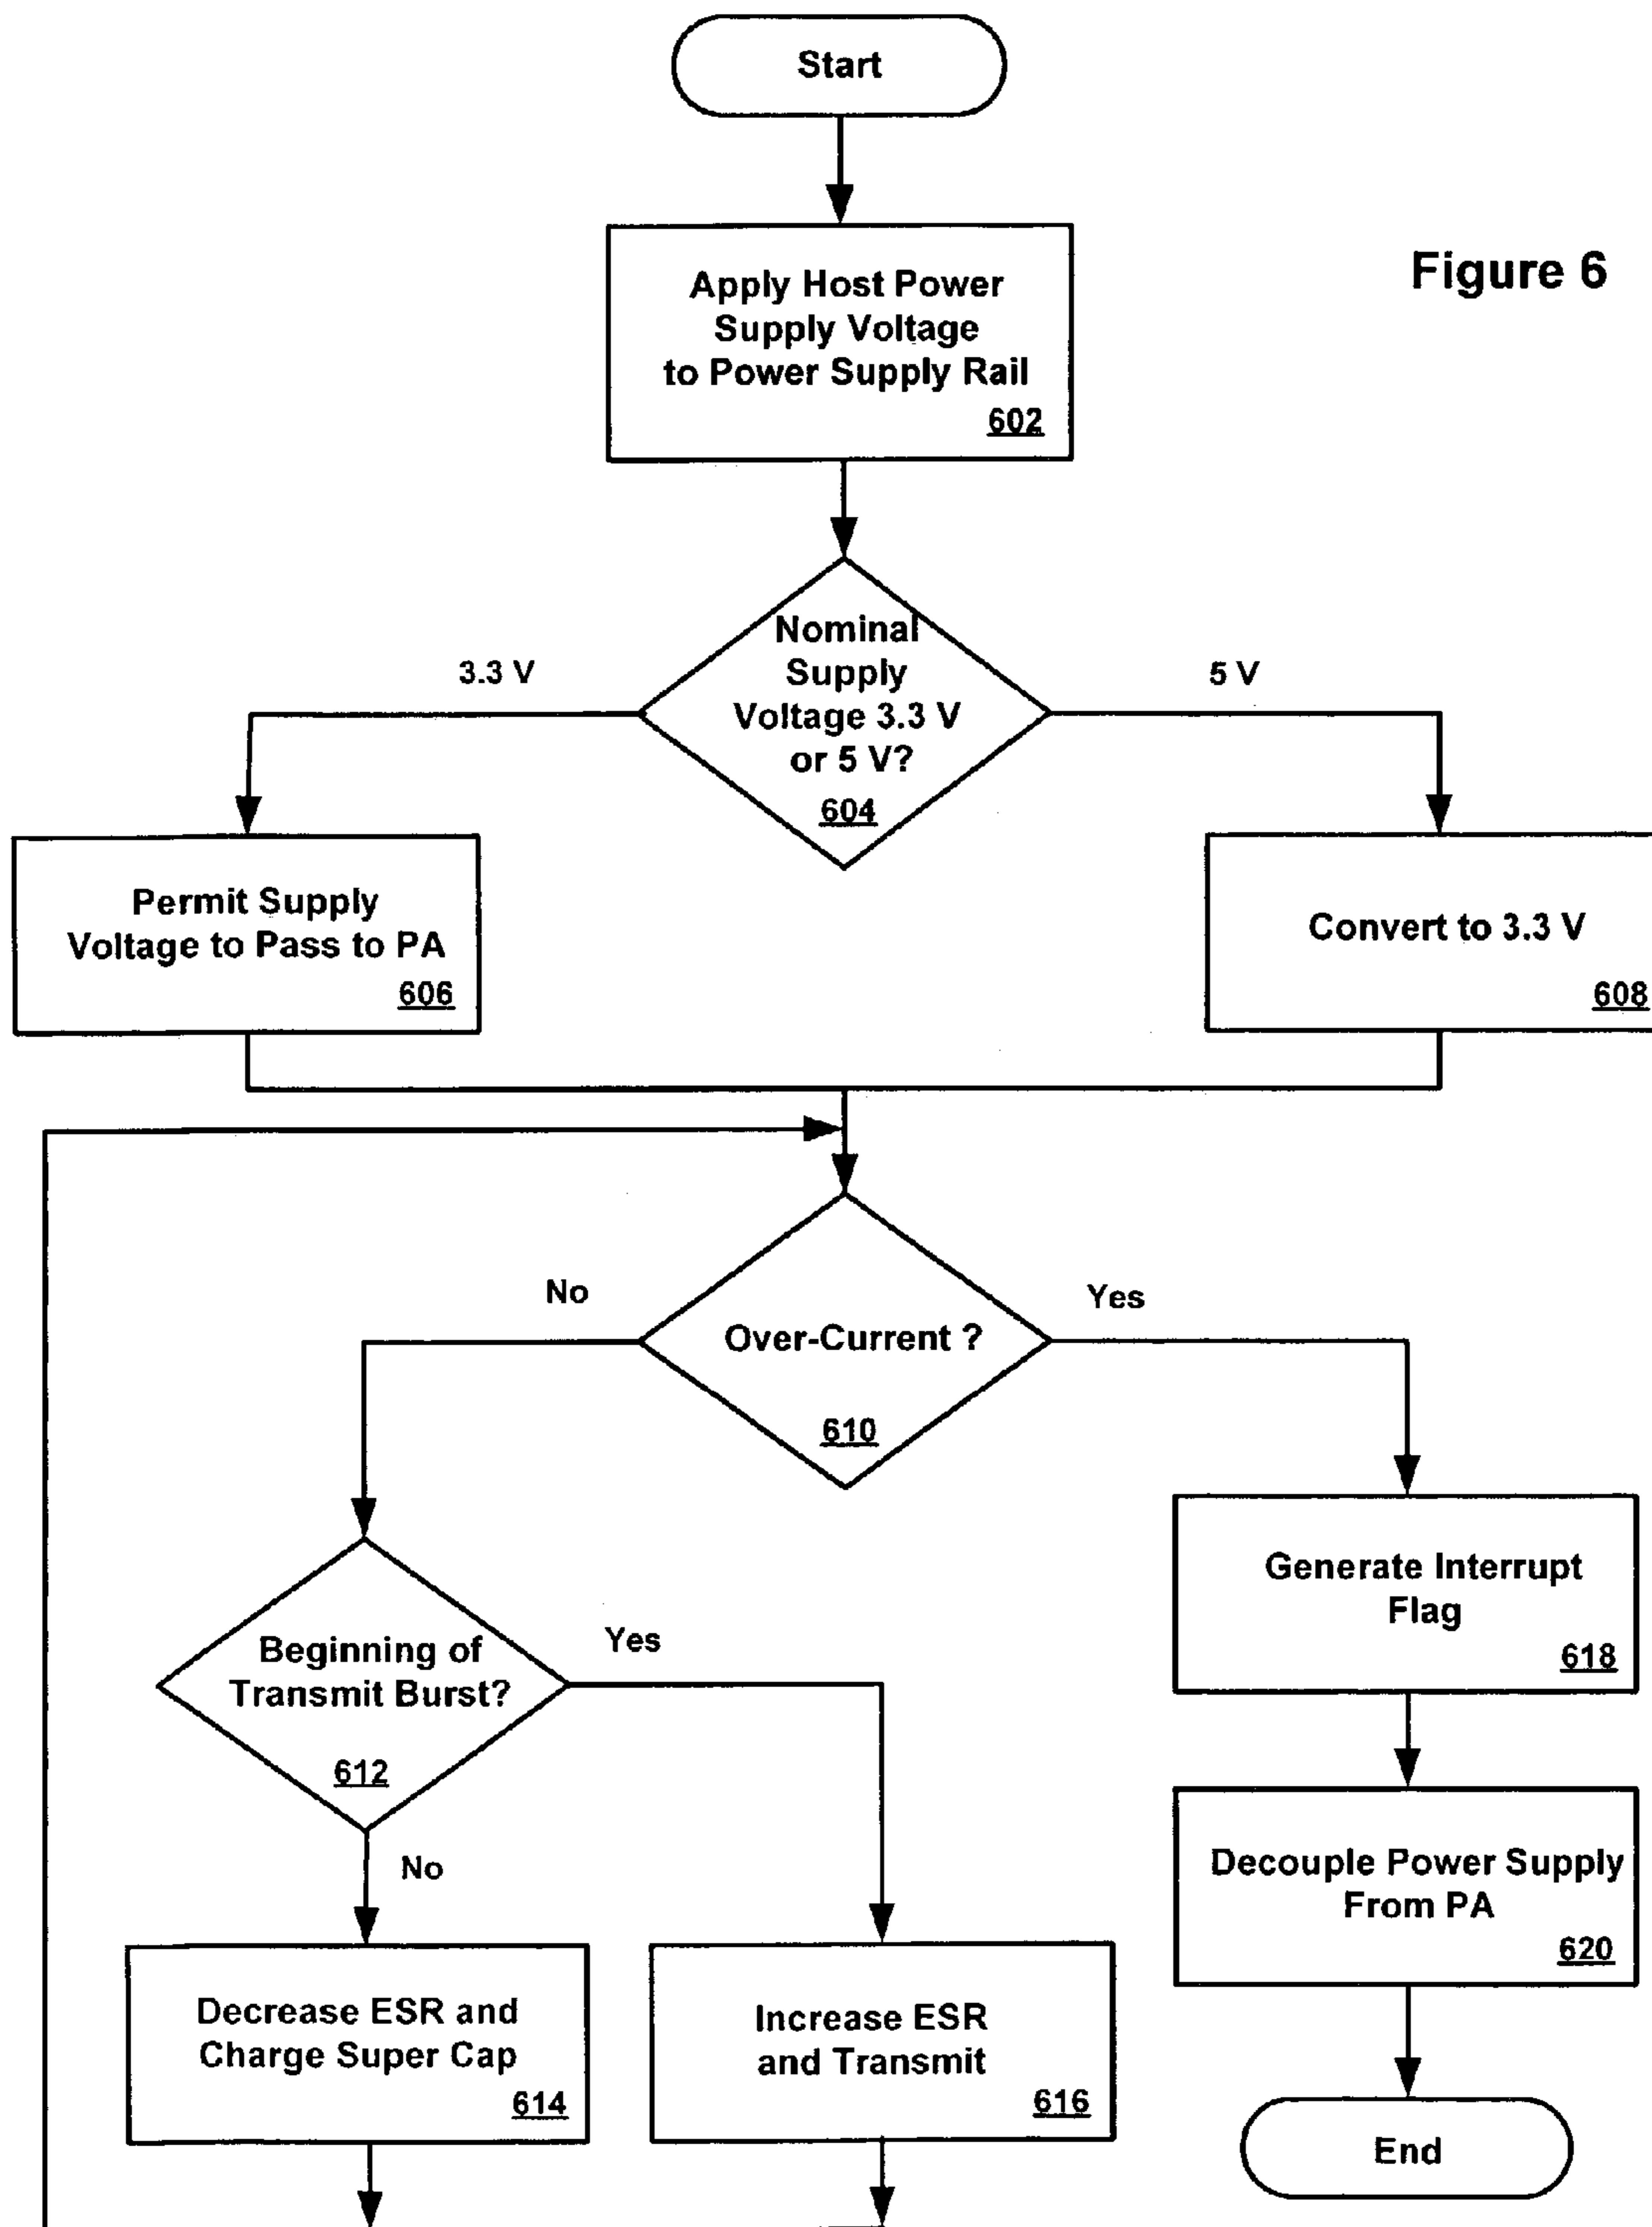 Start
Figure 6
Apply Host Power
Supply Voltage
to Power Supply Rail
602
Nominal
Supply
Voltage 3.3 V
or 5 V?
604
3.3 V
5 V
Permit Supply
Voltage to Pass to PA
606
Convert to 3.3 V
608
Over-Current ?
610
No
Yes
Beginning of
Transmit Burst?
612
Yes
No
Generate Interrupt
Flag
618
Decouple Power Supply
From PA
620
Decrease ESR and
Charge Super Cap
614
Increase ESR
and Transmit
616
End